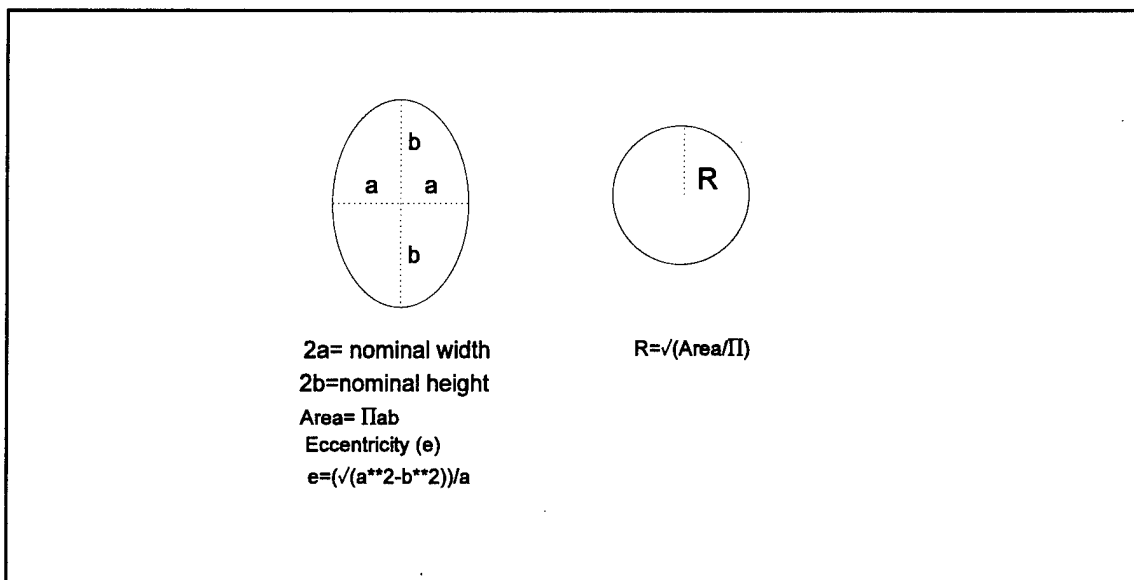 b
a a
b
R
2a= nominal width
2b=nominal height
Area= Πab
Eccentricity (e)
e=(√(a**2-b**2))/a
R=√(Area/Π)